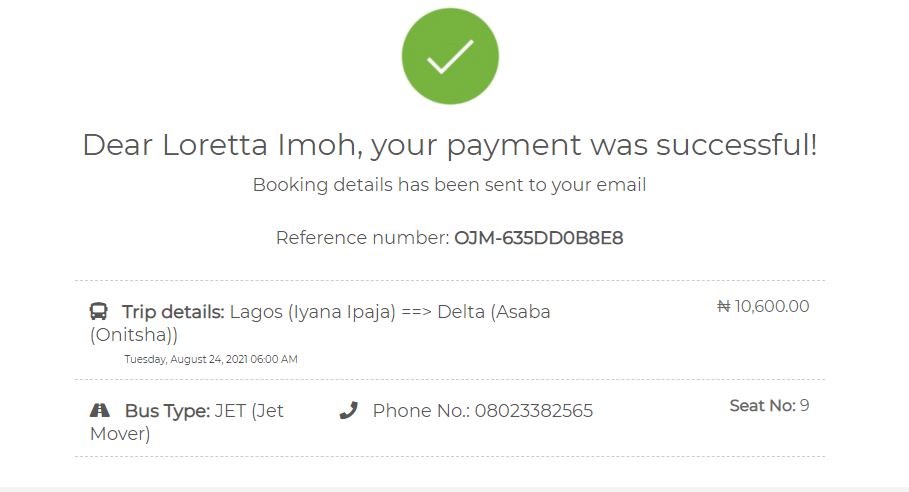 Dear Loretta Imoh, your payment was successful!
Booking details has been sent to your email
Reference number: OJM-635DD0B8E8
Trip details: Lagos (Iyana Ipaja) ==> Delta (Asaba
(Onitsha))
₦ 10,600.00
Tuesday, August 24, 2021 06:00 AM
Bus Type: JET (Jet
Mover)
Phone No.: 08023382565
Seat No: 9